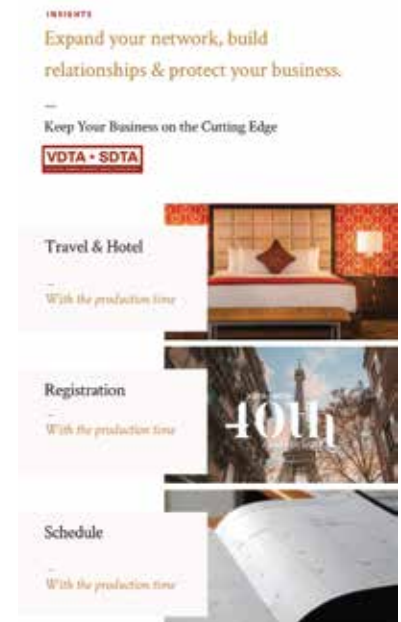 INSIGHTS
Expand your network, build
relationships & protect your business.
Keep Your Business on the Cutting Edge
VDTA • SDTA
Travel & Hotel
With the production time
Registration
With the production time
40th
Schedule
With the production time